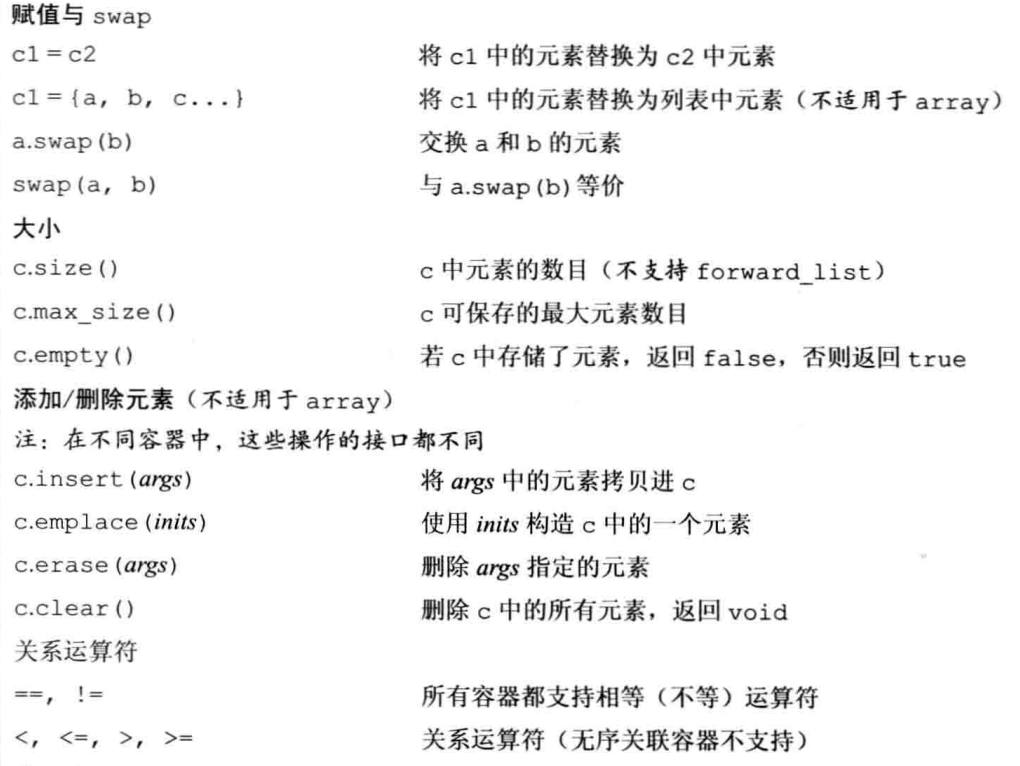 赋值与 swap
c1 = c2 将 c1 中的元素替换为 c2 中元素
c1 = {a, b, c...} 将 c1 中的元素替换为列表中元素（不适用于 array）
a.swap(b) 交换 a 和 b 的元素
swap(a, b) 与 a.swap(b)等价
大小
c.size() c 中元素的数目（不支持 forward_list）
c.max_size() c 可保存的最大元素数目
c.empty() 若 c 中存储了元素，返回 false，否则返回 true
添加/删除元素（不适用于 array）
注：在不同容器中，这些操作的接口都不同
c.insert(args) 将 args 中的元素拷贝进 c
c.emplace(inits) 使用 inits 构造 c 中的一个元素
c.erase(args) 删除 args 指定的元素
c.clear() 删除 c 中的所有元素，返回 void
关系运算符
==, != 所有容器都支持相等（不等）运算符
<, <=, >, >= 关系运算符（无序关联容器不支持）